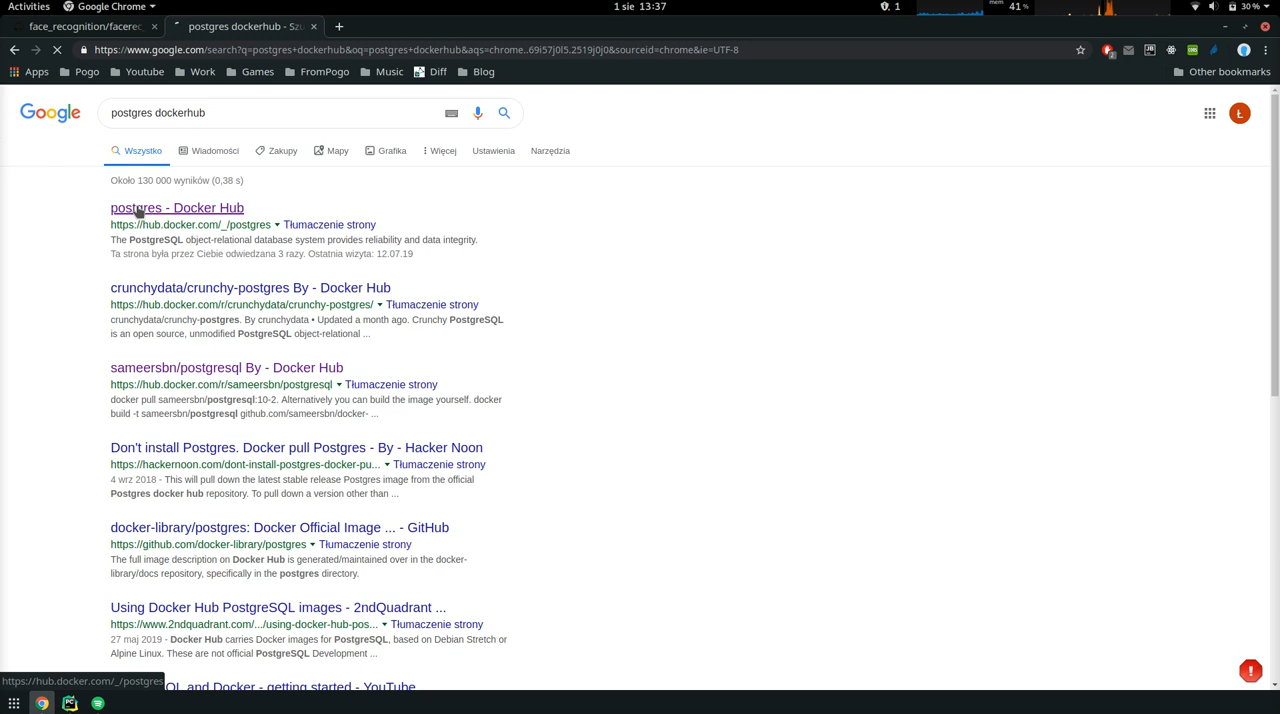 Activities Google Chrome 1 sie 13:37 1 mem 41 % 30 %
face_recognition/facerec postgres dockerhub - Szu
https://www.google.com/search?q=postgres+dockerhub&oq=postgres+dockerhub&aqs=chrome..69i57j0l5.2519j0j0&sourceid=chrome&ie=UTF-8
Apps Pogo Youtube Work Games FromPogo Music Diff Blog Other bookmarks
Google postgres dockerhub Ł
Wszystko Wiadomości Zakupy Mapy Grafika Więcej Ustawienia Narzędzia
Około 130 000 wyników (0,38 s)
postgres - Docker Hub
https://hub.docker.com/_/postgres Tłumaczenie strony
The PostgreSQL object-relational database system provides reliability and data integrity.
Ta strona była przez Ciebie odwiedzana 3 razy. Ostatnia wizyta: 12.07.19
crunchydata/crunchy-postgres By - Docker Hub
https://hub.docker.com/r/crunchydata/crunchy-postgres/ Tłumaczenie strony
crunchydata/crunchy-postgres. By crunchydata • Updated a month ago. Crunchy PostgreSQL
is an open source, unmodified PostgreSQL object-relational ...
sameersbn/postgresql By - Docker Hub
https://hub.docker.com/r/sameersbn/postgresql Tłumaczenie strony
docker pull sameersbn/postgresql:10-2. Alternatively you can build the image yourself. docker
build -t sameersbn/postgresql github.com/sameersbn/docker- ...
Don't install Postgres. Docker pull Postgres - By - Hacker Noon
https://hackernoon.com/dont-install-postgres-docker-pu... Tłumaczenie strony
4 wrz 2018 - This will pull down the latest stable release Postgres image from the official
Postgres docker hub repository. To pull down a version other than ...
docker-library/postgres: Docker Official Image ... - GitHub
https://github.com/docker-library/postgres Tłumaczenie strony
The full image description on Docker Hub is generated/maintained over in the docker-
library/docs repository, specifically in the postgres directory.
Using Docker Hub PostgreSQL images - 2ndQuadrant ...
https://www.2ndquadrant.com/.../using-docker-hub-pos... Tłumaczenie strony
27 maj 2019 - Docker Hub carries Docker images for PostgreSQL, based on Debian Stretch or
Alpine Linux. These are not official PostgreSQL Development ...
QL and Docker - getting started - YouTube
https://hub.docker.com/_/postgres